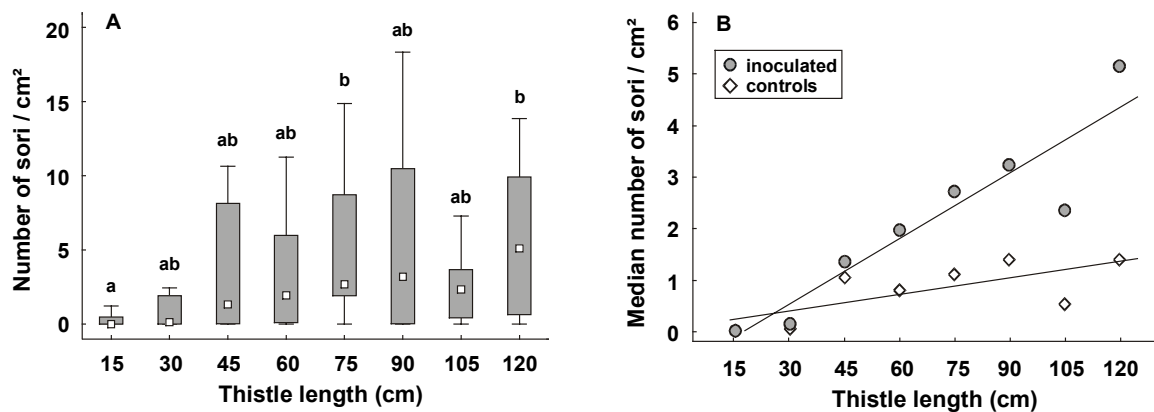 A
Number of sori / cm²
20
15
10
5
0
a
ab
ab
ab
b
ab
ab
b
15 30 45 60 75 90 105 120
Thistle length (cm)
B
Median number of sori / cm²
6
5
4
3
2
1
0
inoculated
controls
15 30 45 60 75 90 105 120
Thistle length (cm)